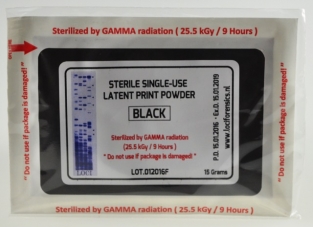 Sterilized by GAMMA radiation ( 25.5 kGy / 9 Hours )
" Do not use if package is damaged! "
STERILE SINGLE-USE
LATENT PRINT POWDER
BLACK
Sterilized by GAMMA radiation
(25.5 kGy / 9 Hours )
" Do not use if package is damaged! "
LOT.012016F
LOCI
P.D. 15.01.2016 - Ex.D. 15.01.2019
www.lociforensics.nl
15 Grams
" Do not use if package is damaged! "
Sterilized by GAMMA radiation ( 25.5 kGy / 9 Hours )